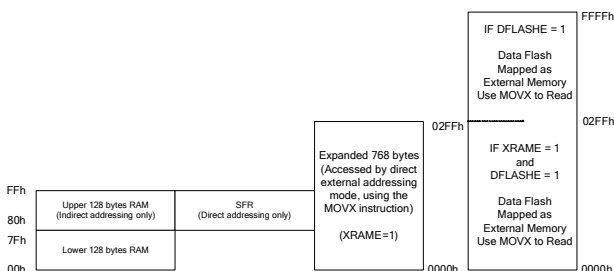 FFFFh
IF DFLASHE = 1
Data Flash
Mapped as
External Memory
Use MOVX to Read
02FFh
02FFh
Expanded 768 bytes
(Accessed by direct
external addressing
mode, using the
MOVX instruction)
(XRAME=1)
IF XRAME = 1
and
DFLASHE = 1
Data Flash
Mapped as
External Memory
Use MOVX to Read
FFh
Upper 128 bytes RAM
(Indirect addressing only)
SFR
(Direct addressing only)
80h
7Fh
Lower 128 bytes RAM
00h
0000h
0000h